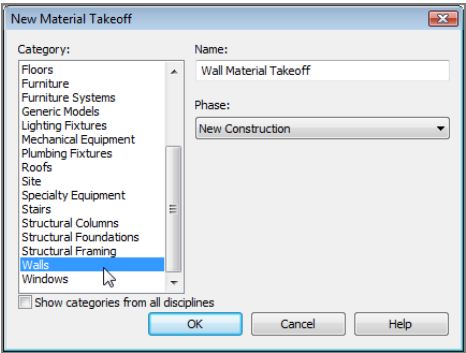 New Material Takeoff
Category:
Floors
Furniture
Furniture Systems
Generic Models
Lighting Fixtures
Mechanical Equipment
Plumbing Fixtures
Roofs
Site
Specialty Equipment
Stairs
Structural Columns
Structural Foundations
Structural Framing
Walls
Windows
Show categories from all disciplines
Name:
Wall Material Takeoff
Phase:
New Construction
OK Cancel Help